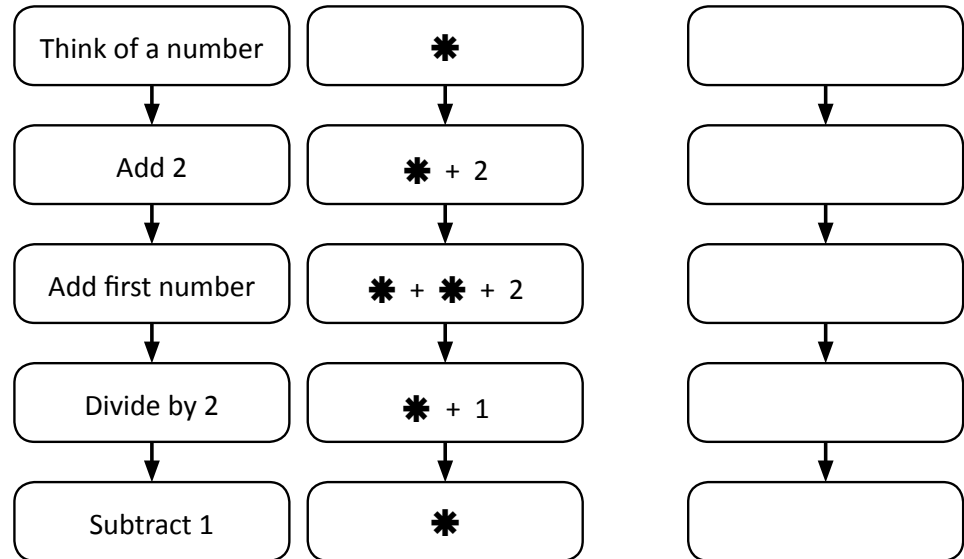 Think of a number
✱
Add 2
✱ + 2
Add first number
✱ + ✱ + 2
Divide by 2
✱ + 1
Subtract 1
✱